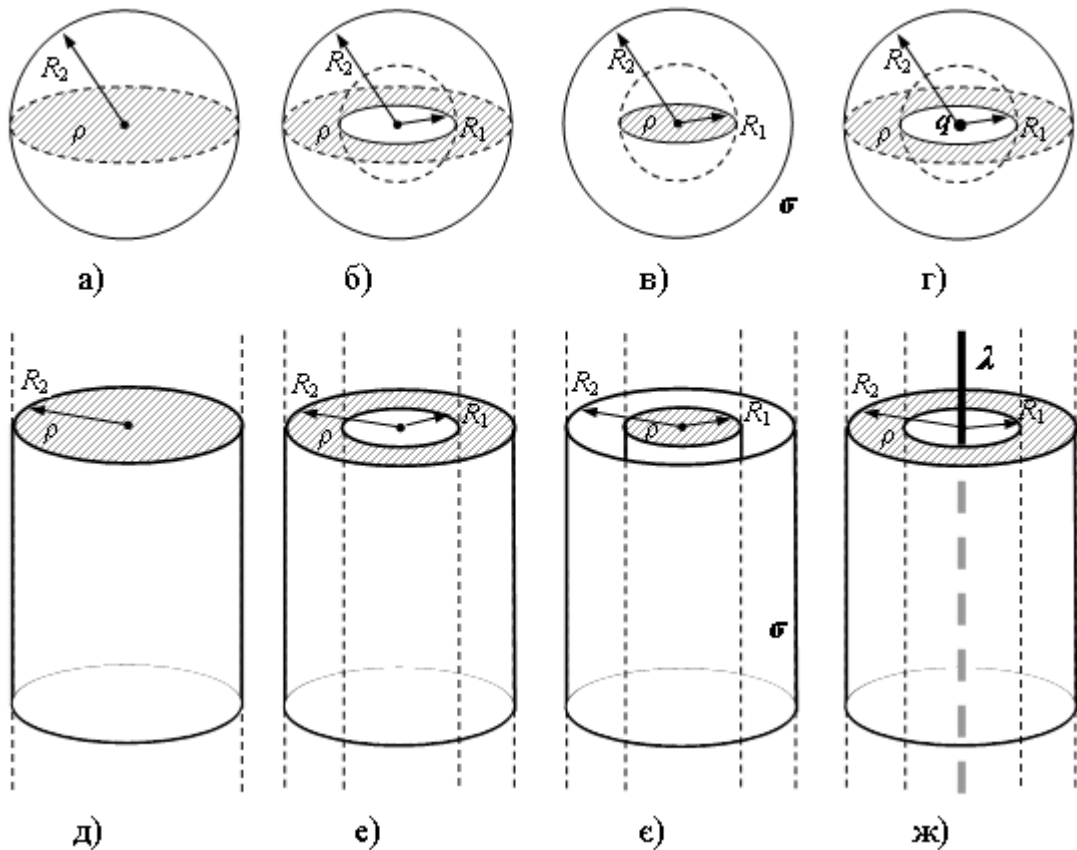 R₂ R₂ R₂ R₂
ρ ρ R₁ ρ R₁ ρ q R₁
σ
а) б) в) г)
R₂ R₂ R₁ R₂ R₁ R₂ λ R₁
ρ ρ ρ ρ
σ
д) е) є) ж)